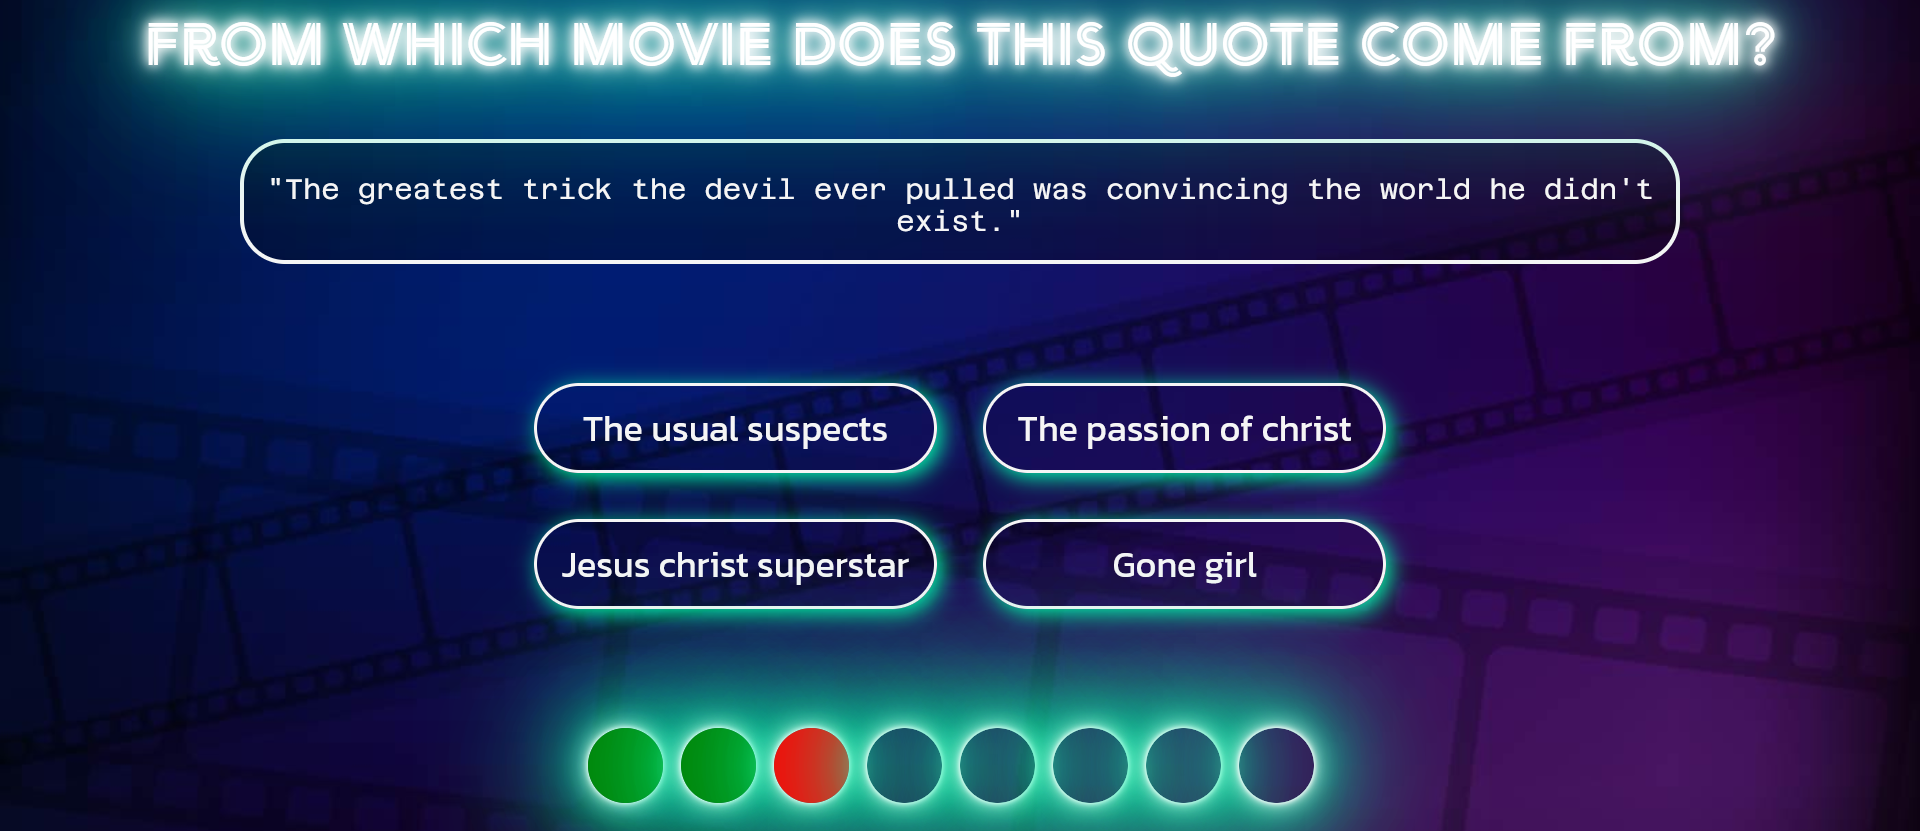 FROM WHICH MOVIE DOES THIS QUOTE COME FROM?
"The greatest trick the devil ever pulled was convincing the world he didn't
exist."
The usual suspects
The passion of christ
Jesus christ superstar
Gone girl